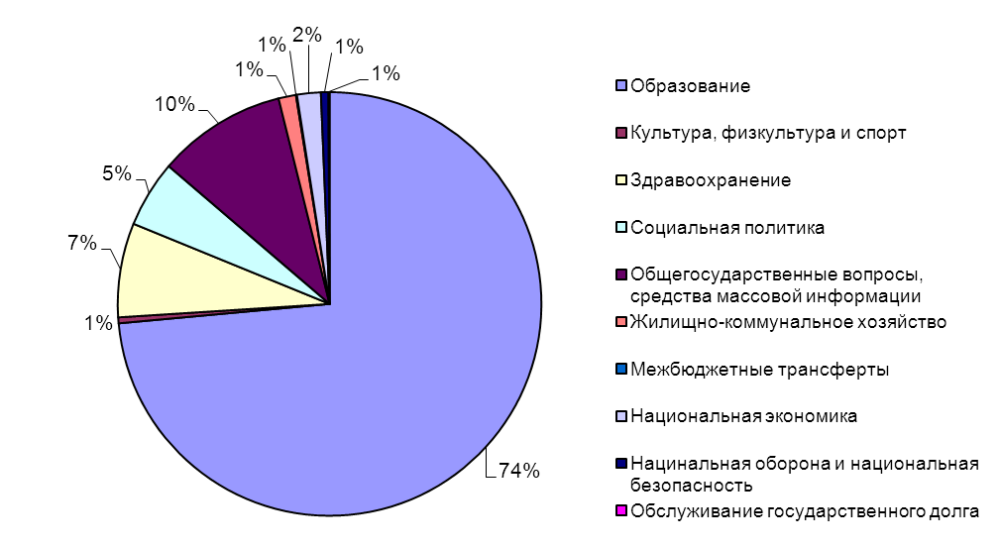 2%
1%
1%
1%
1%
10%
5%
7%
1%
74%
Образование
Культура, физкультура и спорт
Здравоохранение
Социальная политика
Общегосударственные вопросы,
средства массовой информации
Жилищно-коммунальное хозяйство
Межбюджетные трансферты
Национальная экономика
Нацинальная оборона и национальная
безопасность
Обслуживание государственного долга